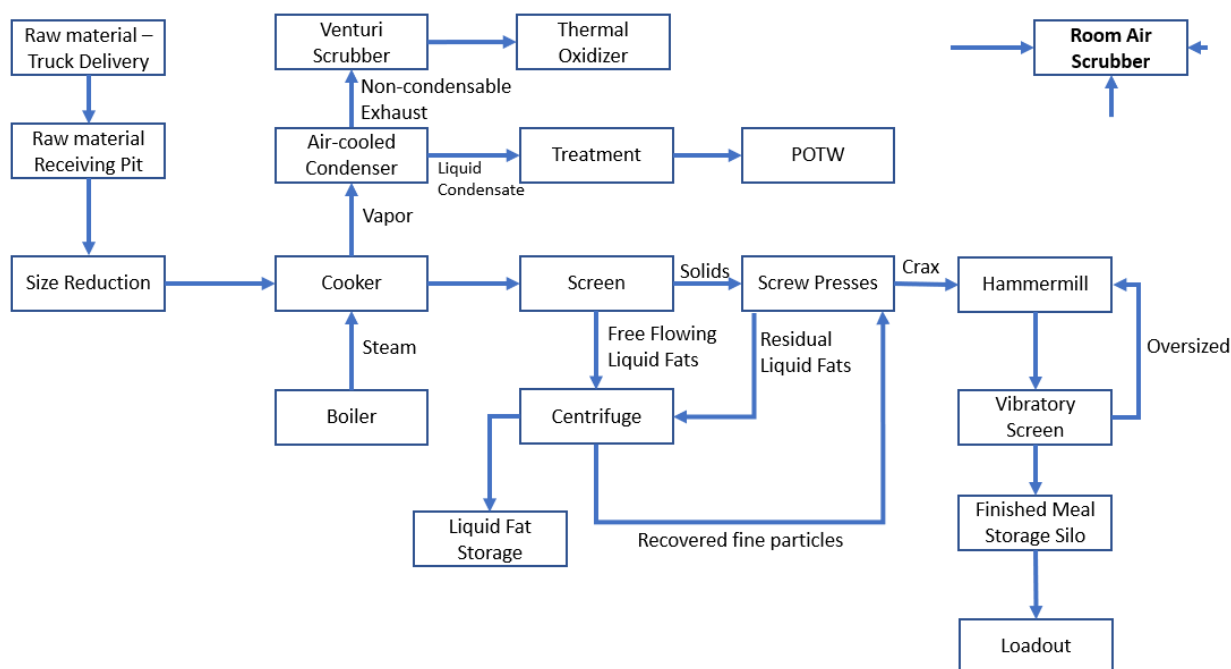 Raw material –
Truck Delivery
Venturi
Scrubber
Thermal
Oxidizer
Room Air
Scrubber
Non-condensable
Exhaust
Raw material
Receiving Pit
Air-cooled
Condenser
Liquid
Condensate
Treatment
POTW
Vapor
Size Reduction
Cooker
Screen
Solids
Screw Presses
Crax
Hammermill
Steam
Free Flowing
Liquid Fats
Residual
Liquid Fats
Oversized
Boiler
Centrifuge
Vibratory
Screen
Liquid Fat
Storage
Recovered fine particles
Finished Meal
Storage Silo
Loadout